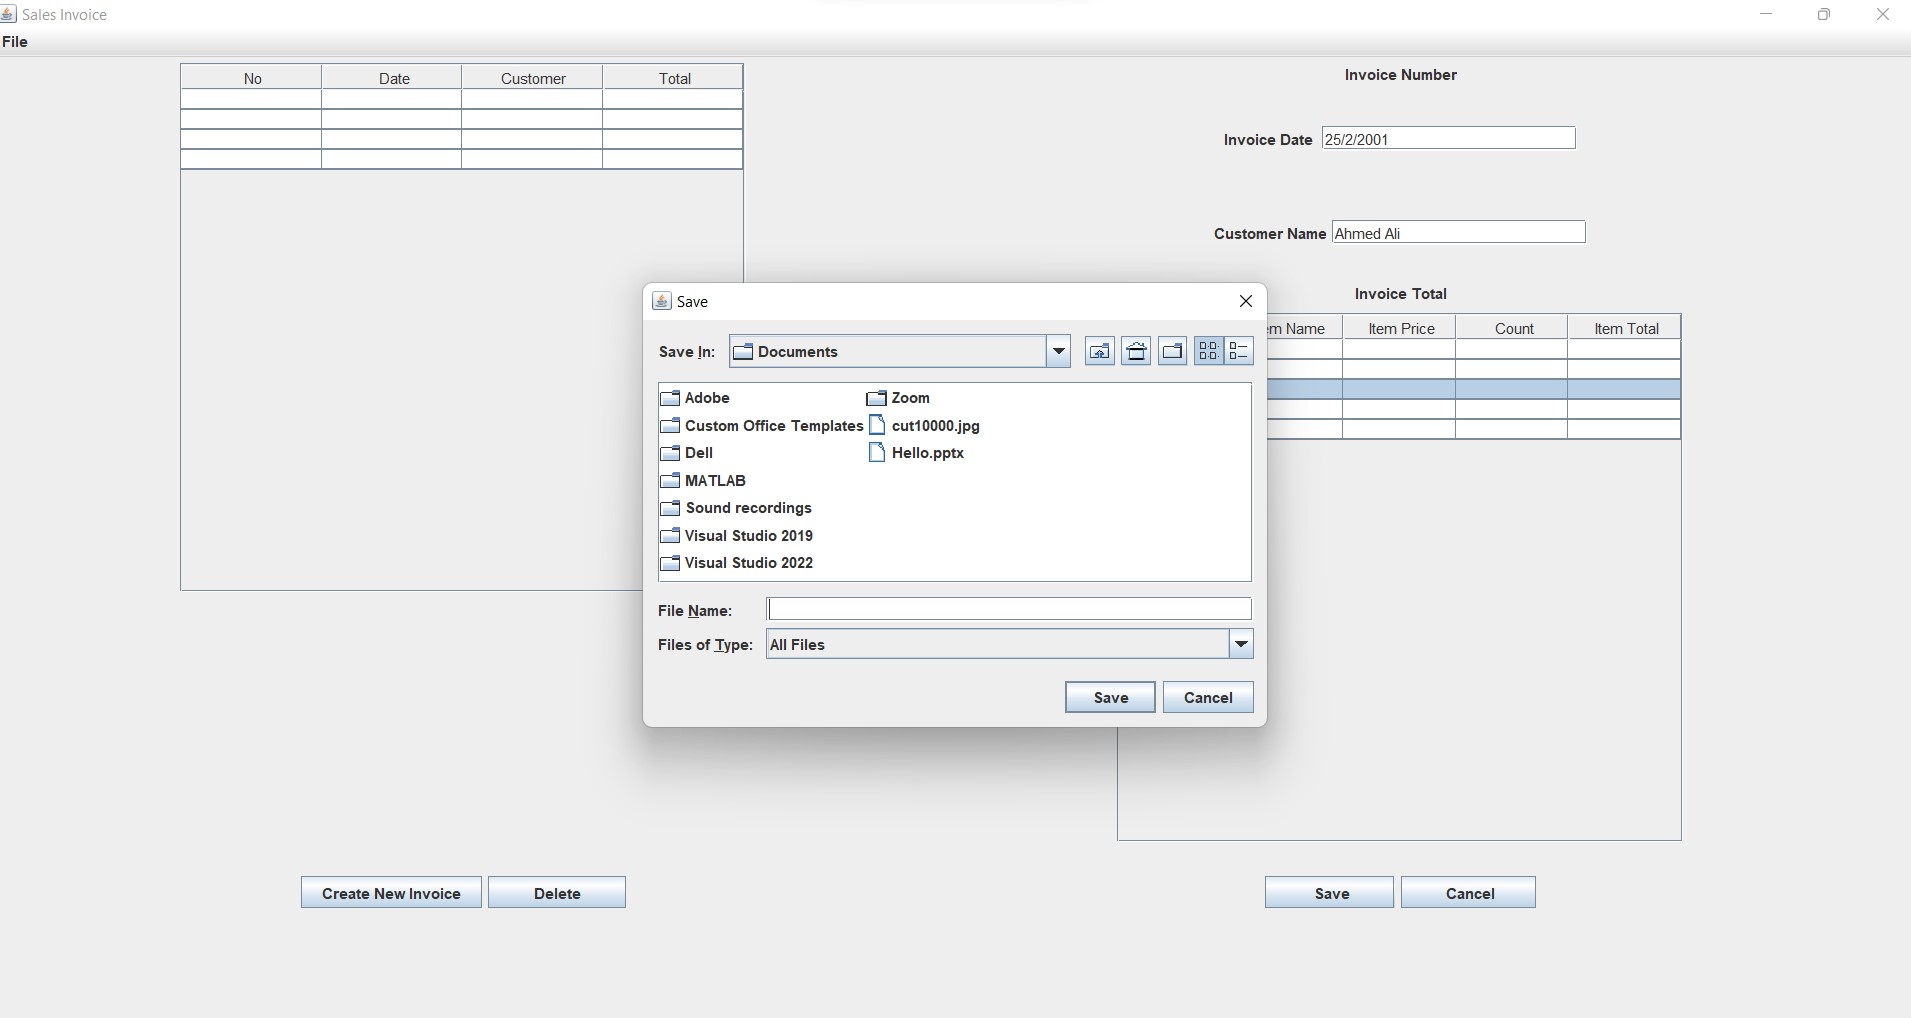 Sales Invoice
File
No Date Customer Total
Invoice Number
Invoice Date 25/2/2001
Customer Name Ahmed Ali
Invoice Total
em Name Item Price Count Item Total
Save
Save In: Documents
Adobe Zoom
Custom Office Templates cut10000.jpg
Dell Hello.pptx
MATLAB
Sound recordings
Visual Studio 2019
Visual Studio 2022
File Name:
Files of Type: All Files
Save Cancel
Create New Invoice Delete
Save Cancel